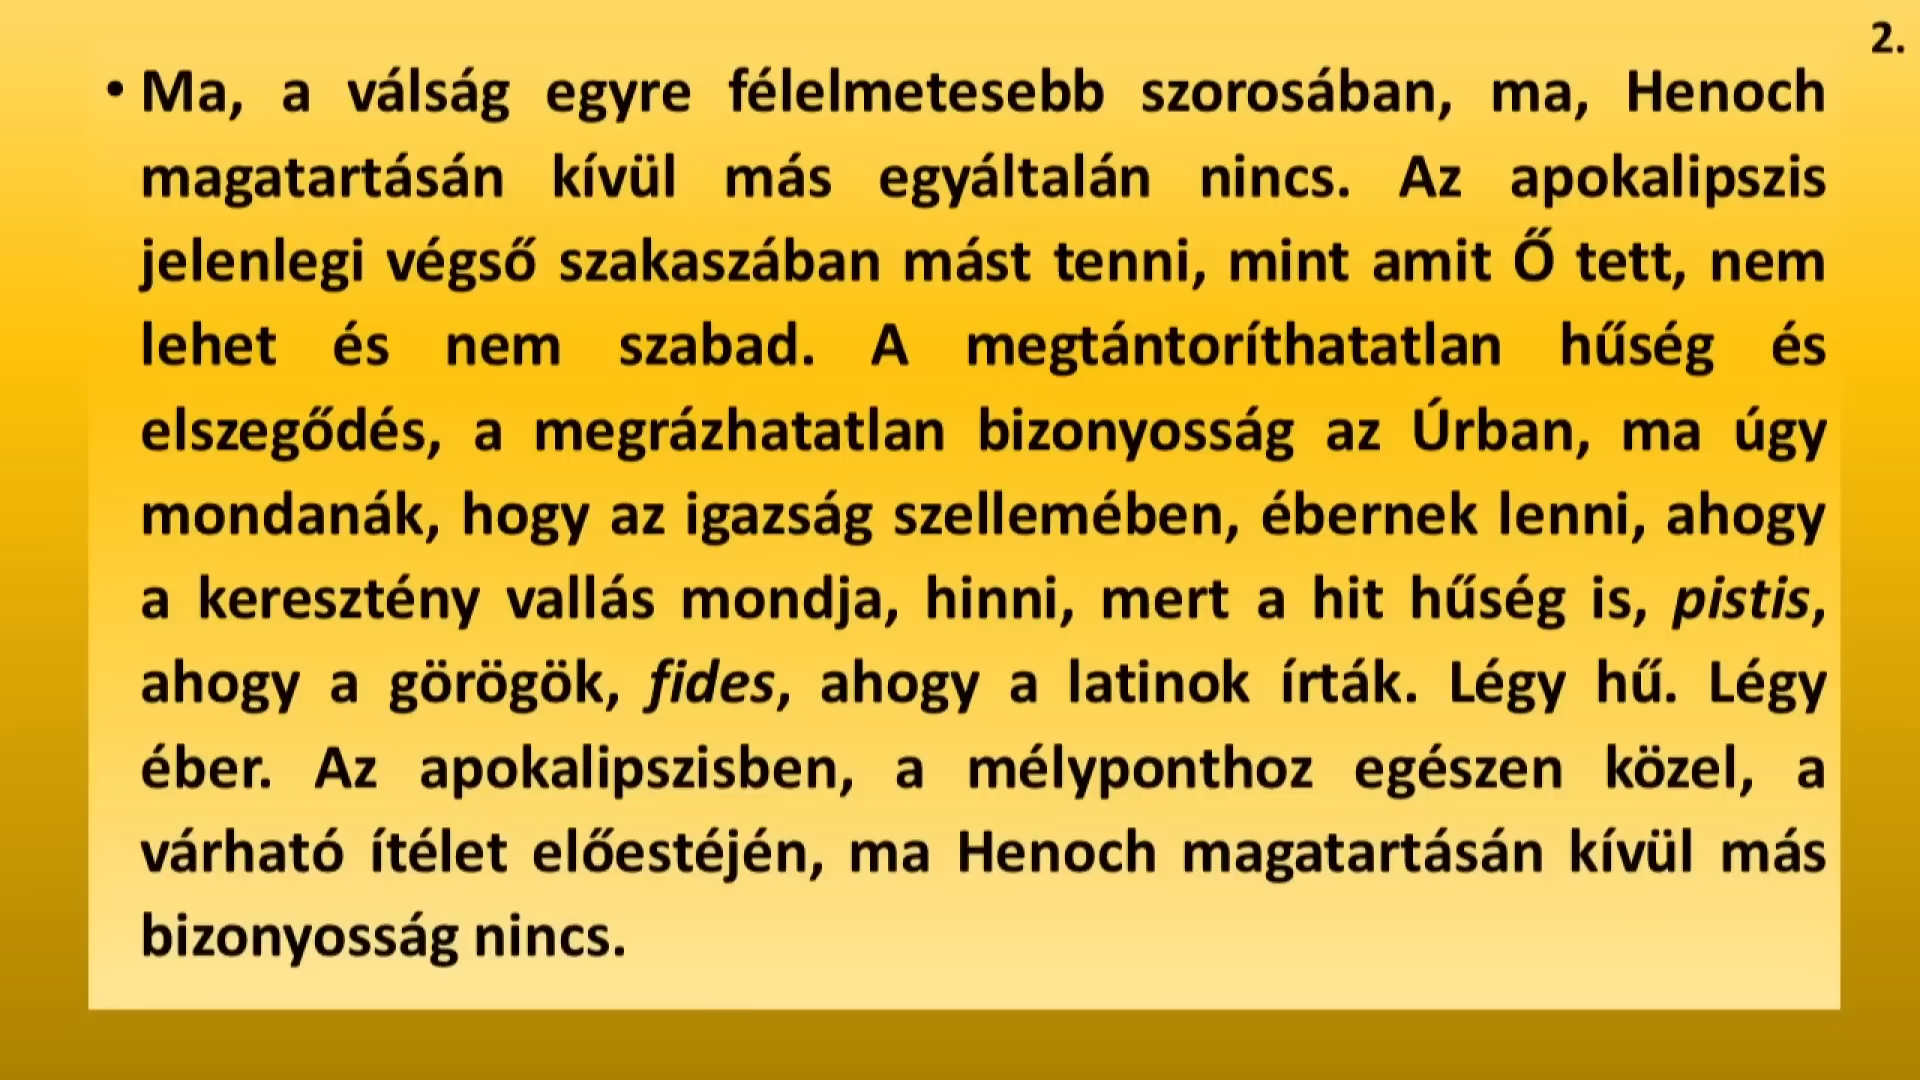 2.
• Ma, a válság egyre félelmetesebb szorosában, ma, Henoch
magatartásán kívül más egyáltalán nincs. Az apokalipszis
jelenlegi végső szakaszában mást tenni, mint amit Ő tett, nem
lehet és nem szabad. A megtántoríthatatlan hűség és
elszegődés, a megrázhatatlan bizonyosság az Úrban, ma úgy
mondanák, hogy az igazság szellemében, ébernek lenni, ahogy
a keresztény vallás mondja, hinni, mert a hit hűség is, pistis,
ahogy a görögök, fides, ahogy a latinok írták. Légy hű. Légy
éber. Az apokalipszisben, a mélyponthoz egészen közel, a
várható ítélet előestéjén, ma Henoch magatartásán kívül más
bizonyosság nincs.